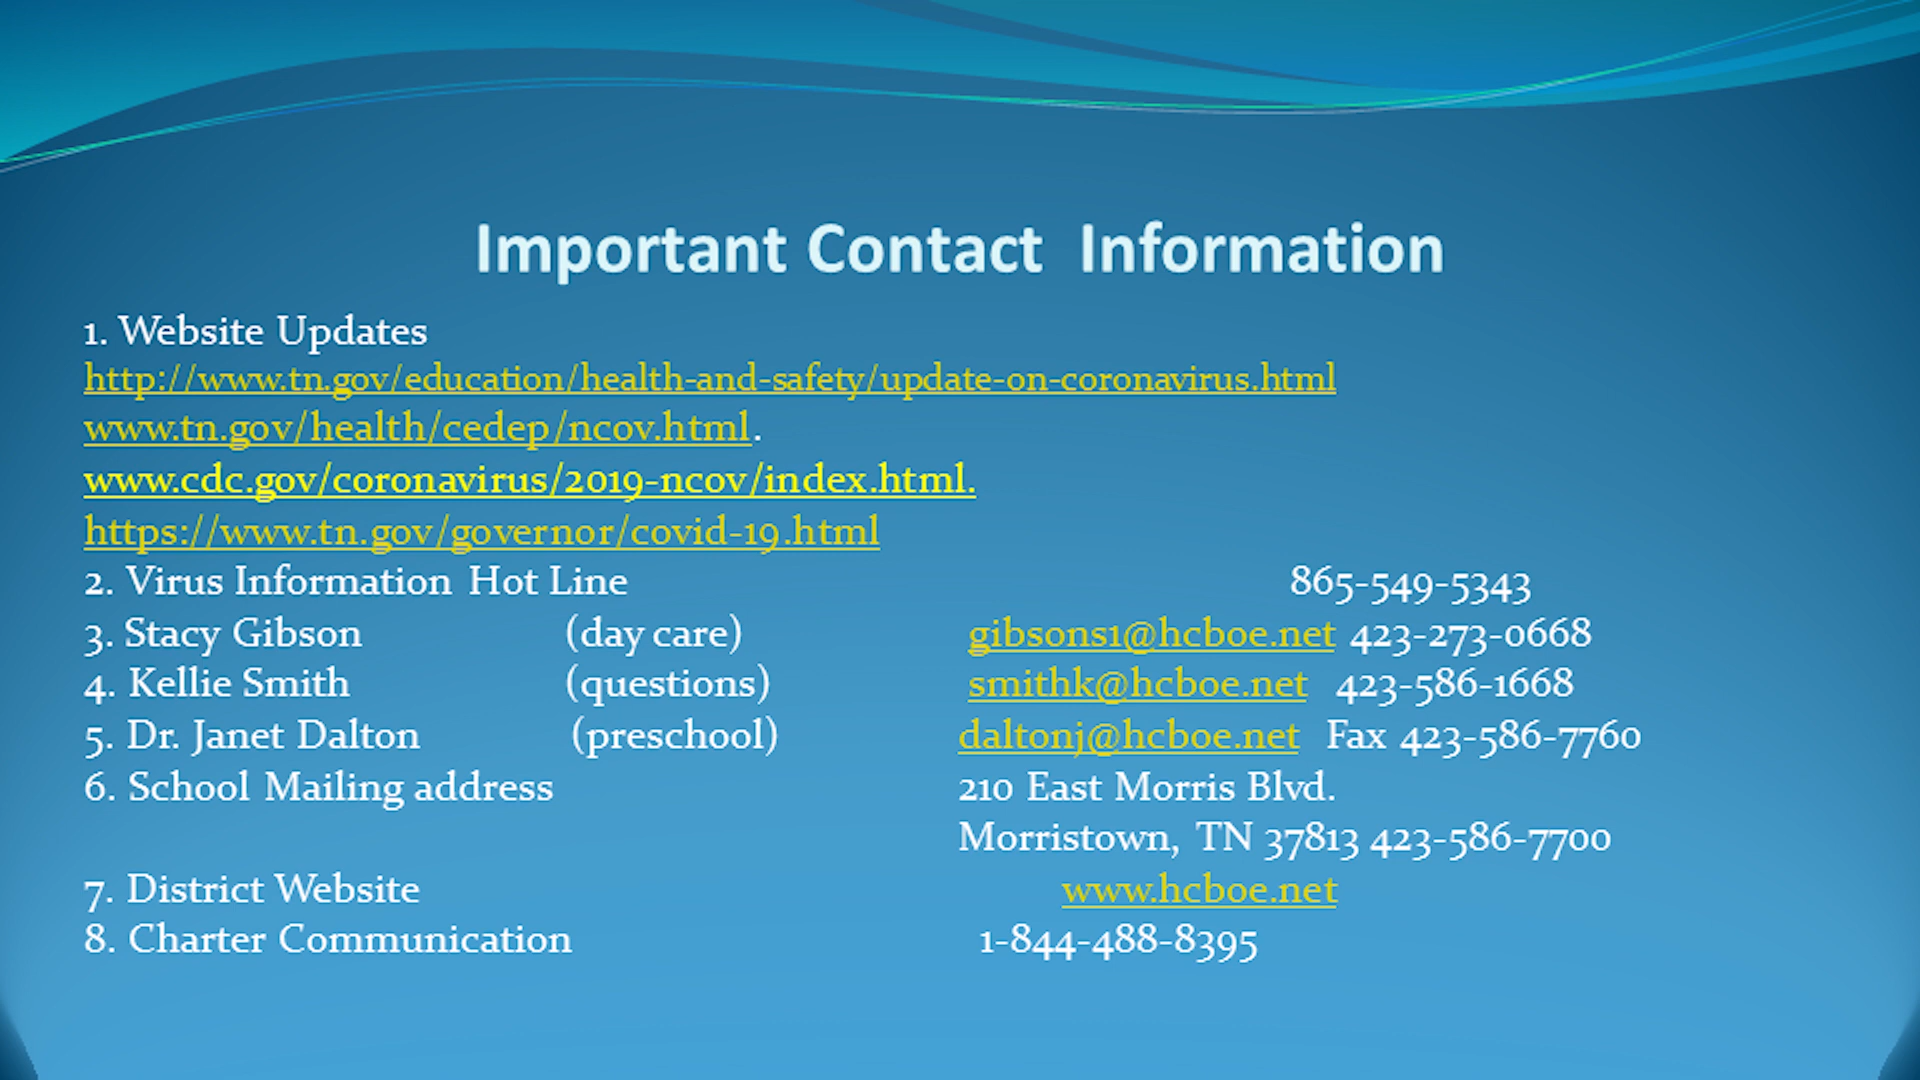 Important Contact Information
1. Website Updates
http://www.tn.gov/education/health-and-safety/update-on-coronavirus.html
www.tn.gov/health/cedep/ncov.html.
www.cdc.gov/coronavirus/2019-ncov/index.html.
https://www.tn.gov/governor/covid-19.html
2. Virus Information Hot Line 865-549-5343
3. Stacy Gibson (day care) gibsons1@hcboe.net 423-273-0668
4. Kellie Smith (questions) smithk@hcboe.net 423-586-1668
5. Dr. Janet Dalton (preschool) daltonj@hcboe.net Fax 423-586-7760
6. School Mailing address 210 East Morris Blvd.
Morristown, TN 37813 423-586-7700
7. District Website www.hcboe.net
8. Charter Communication 1-844-488-8395